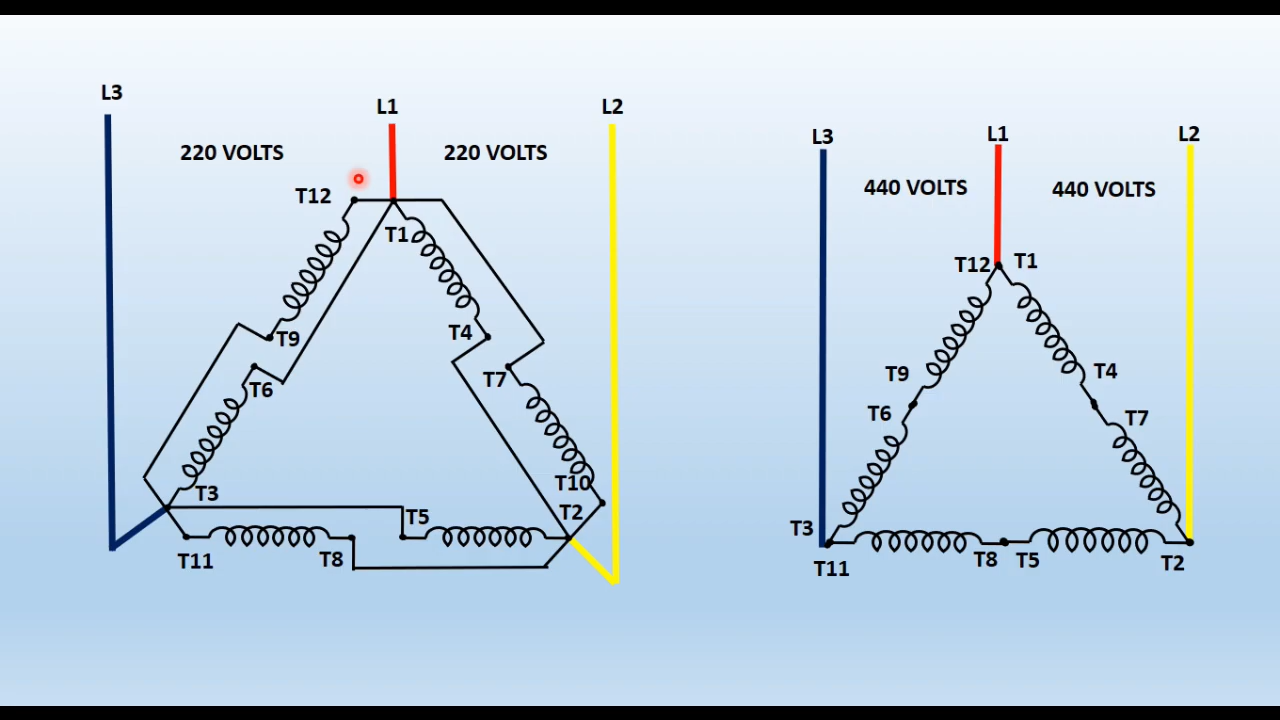 L3
L1
L2
220 VOLTS
220 VOLTS
T12
T1
T9
T4
T6
T7
T10
T3
T5
T2
T11
T8
L3
L1
L2
440 VOLTS
440 VOLTS
T12
T1
T9
T4
T6
T7
T3
T11
T8
T5
T2